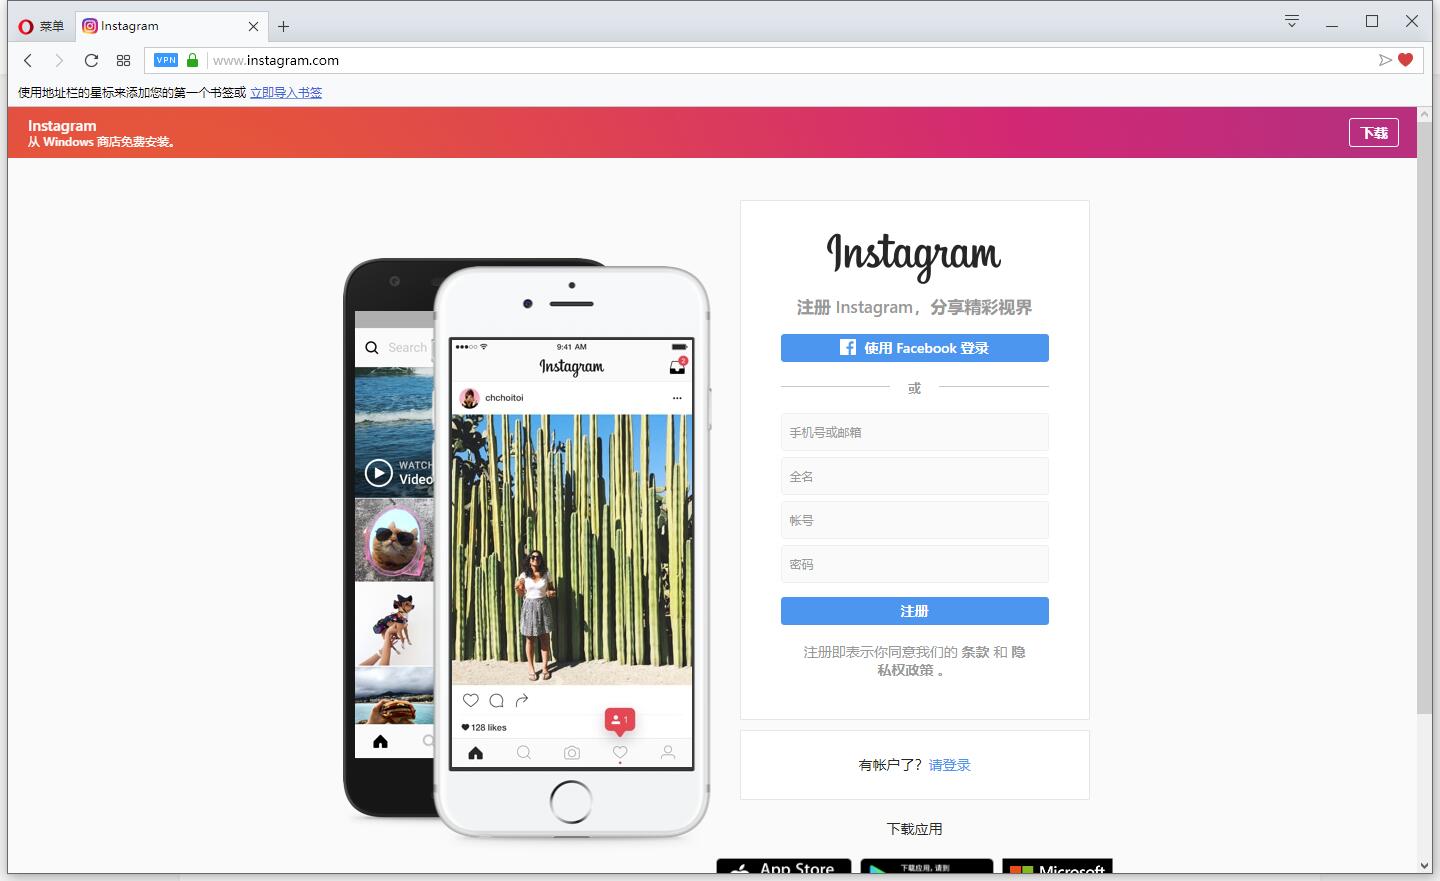 菜单
Instagram
VPN
www.instagram.com
使用地址栏的星标来添加您的第一个书签或 立即导入书签
Instagram
从 Windows 商店免费安装。
下载
Search
WATCH
Video
9:41 AM
Instagram
2
chchoitoi
128 likes
1
Instagram
注册 Instagram，分享精彩视界
使用 Facebook 登录
或
手机号或邮箱
全名
帐号
密码
注册
注册即表示你同意我们的 条款 和 隐
私权政策 。
有帐户了？请登录
下载应用
App Store
下载应用，请到
Microsoft